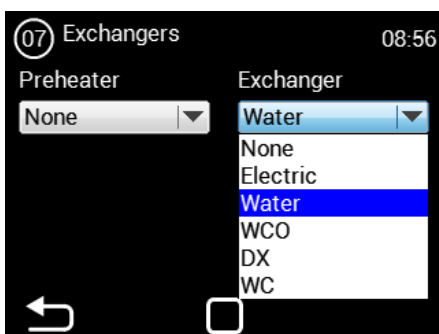 07 Exchangers 08:56
Preheater Exchanger
None Water
None
Electric
Water
WCO
DX
WC